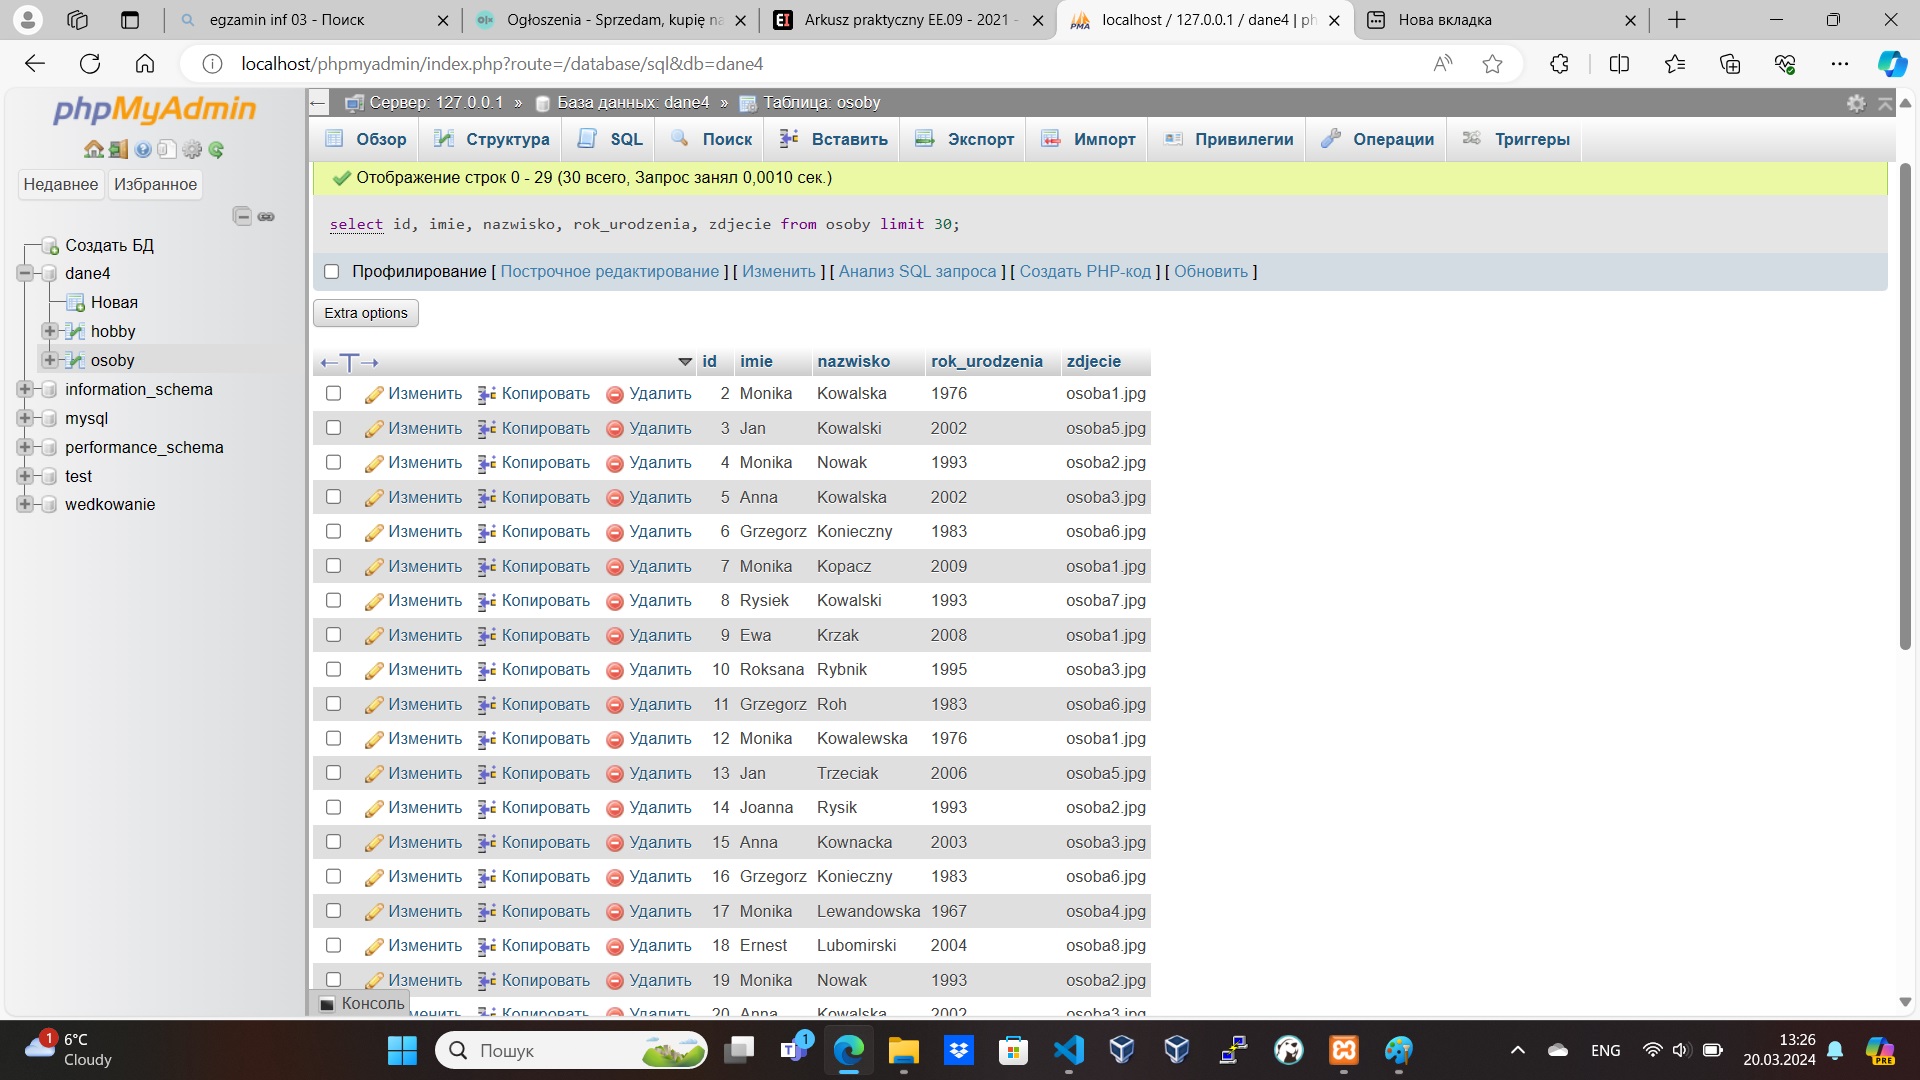 egzamin inf 03 - Поиск
Ogłoszenia - Sprzedam, kupię na
Arkusz praktyczny EE.09 - 2021 -
localhost / 127.0.0.1 / dane4 | ph
Нова вкладка
localhost/phpmyadmin/index.php?route=/database/sql&db=dane4
phpMyAdmin
Недавнее
Избранное
Создать БД
dane4
Новая
hobby
osoby
information_schema
mysql
performance_schema
test
wedkowanie
Сервер: 127.0.0.1 » База данных: dane4 » Таблица: osoby
Обзор Структура SQL Поиск Вставить Экспорт Импорт Привилегии Операции Триггеры
Отображение строк 0 - 29 (30 всего, Запрос занял 0,0010 сек.)
select id, imie, nazwisko, rok_urodzenia, zdjecie from osoby limit 30;
Профилирование [ Построчное редактирование ] [ Изменить ] [ Анализ SQL запроса ] [ Создать PHP-код ] [ Обновить ]
Extra options
←T→ id imie nazwisko rok_urodzenia zdjecie
Изменить Копировать Удалить 2 Monika Kowalska 1976 osoba1.jpg
Изменить Копировать Удалить 3 Jan Kowalski 2002 osoba5.jpg
Изменить Копировать Удалить 4 Monika Nowak 1993 osoba2.jpg
Изменить Копировать Удалить 5 Anna Kowalska 2002 osoba3.jpg
Изменить Копировать Удалить 6 Grzegorz Konieczny 1983 osoba6.jpg
Изменить Копировать Удалить 7 Monika Kopacz 2009 osoba1.jpg
Изменить Копировать Удалить 8 Rysiek Kowalski 1993 osoba7.jpg
Изменить Копировать Удалить 9 Ewa Krzak 2008 osoba1.jpg
Изменить Копировать Удалить 10 Roksana Rybnik 1995 osoba3.jpg
Изменить Копировать Удалить 11 Grzegorz Roh 1983 osoba6.jpg
Изменить Копировать Удалить 12 Monika Kowalewska 1976 osoba1.jpg
Изменить Копировать Удалить 13 Jan Trzeciak 2006 osoba5.jpg
Изменить Копировать Удалить 14 Joanna Rysik 1993 osoba2.jpg
Изменить Копировать Удалить 15 Anna Kownacka 2003 osoba3.jpg
Изменить Копировать Удалить 16 Grzegorz Konieczny 1983 osoba6.jpg
Изменить Копировать Удалить 17 Monika Lewandowska 1967 osoba4.jpg
Изменить Копировать Удалить 18 Ernest Lubomirski 2004 osoba8.jpg
Изменить Копировать Удалить 19 Monika Nowak 1993 osoba2.jpg
Копировать Удалить 20 Anna Kowalska 2002 osoba3.jpg
Консоль
1
6°C
Cloudy
Пошук
1
ENG
13:26
20.03.2024
PRE